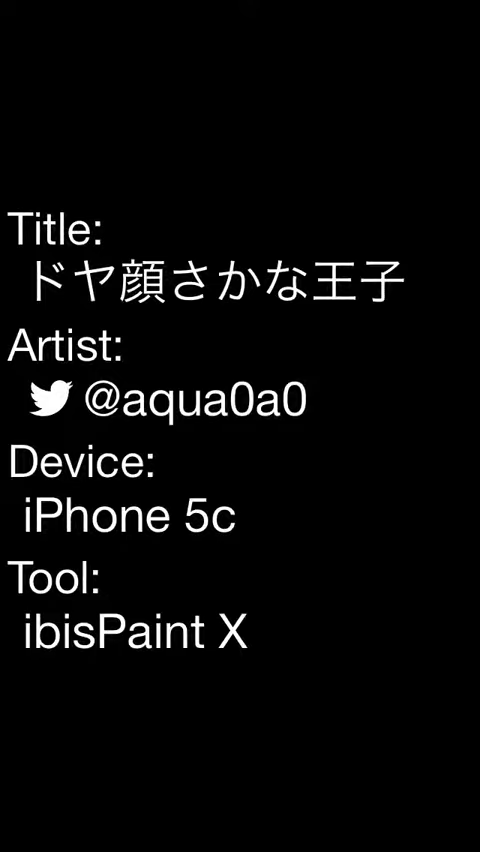 Title:
ドヤ顔さかな王子
Artist:
@aqua0a0
Device:
iPhone 5c
Tool:
ibisPaint X